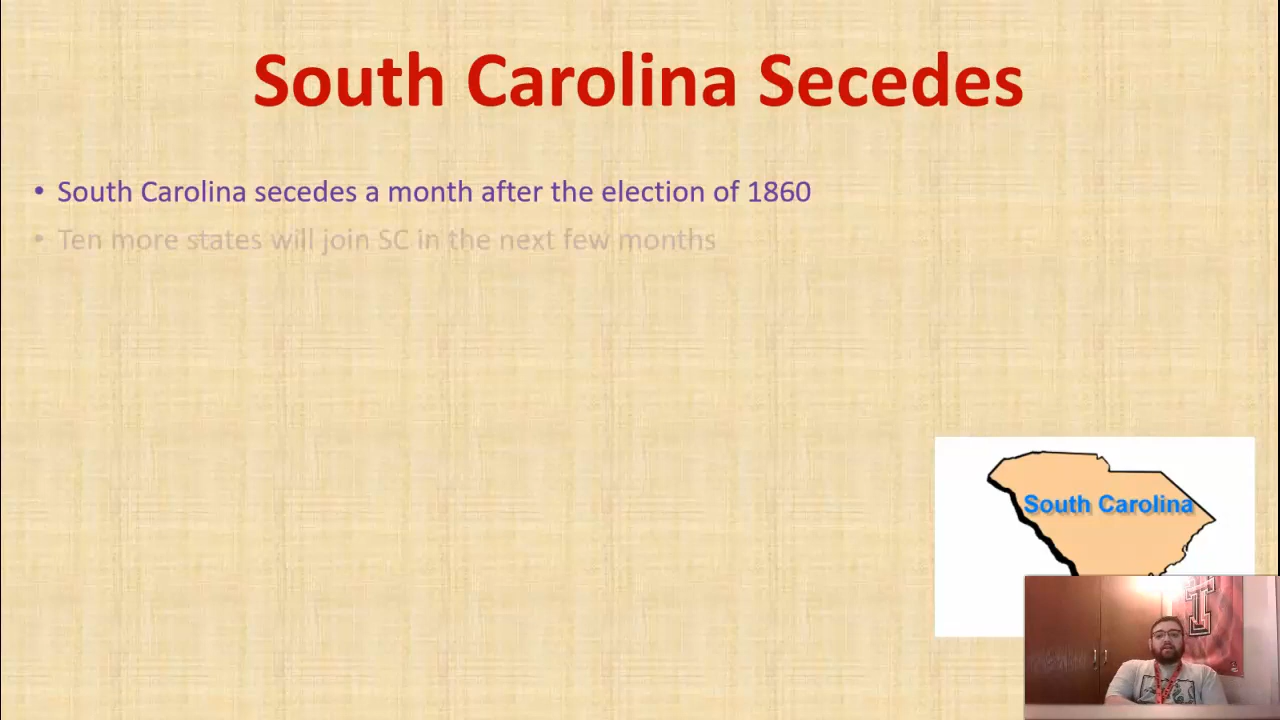 South Carolina Secedes
• South Carolina secedes a month after the election of 1860
• Ten more states will join SC in the next few months
South Carolina